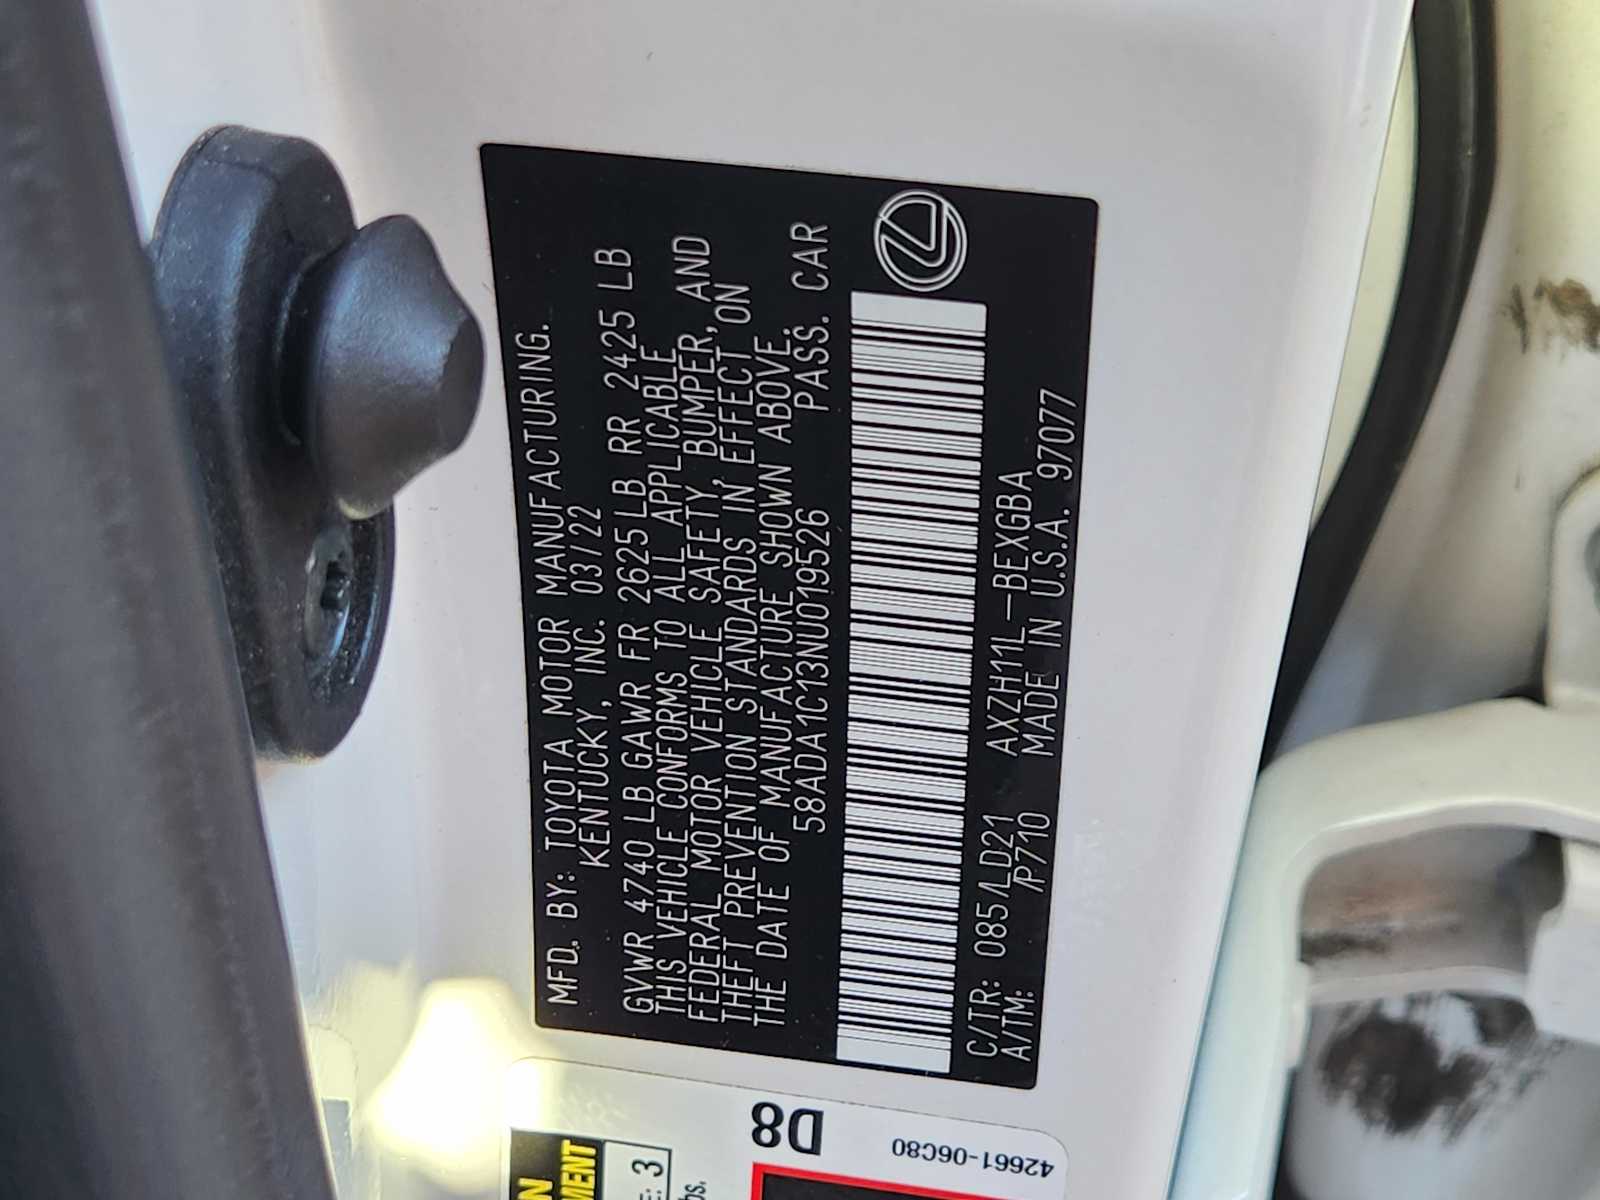 MFD. BY: TOYOTA MOTOR MANUFACTURING.
KENTUCKY, INC. 03/22
GVWR 4740 LB GAWR FR 2625LB RR 2425 LB
THIS VEHICLE CONFORMS TO ALL APPLICABLE
FEDERAL MOTOR VEHICLE SAFETY, BUMPER, AND
THEFT PREVENTION STANDARDS IN EFFECT ON
THE DATE OF MANUFACTURE SHOWN ABOVE.
58ADA1C13NU019526 PASS. CAR
C/TR: 085/LD21 AXZH11L-BEXGBA
A/TM: /P710 MADE IN U.S.A. 97077
D8
42661-06C80
3